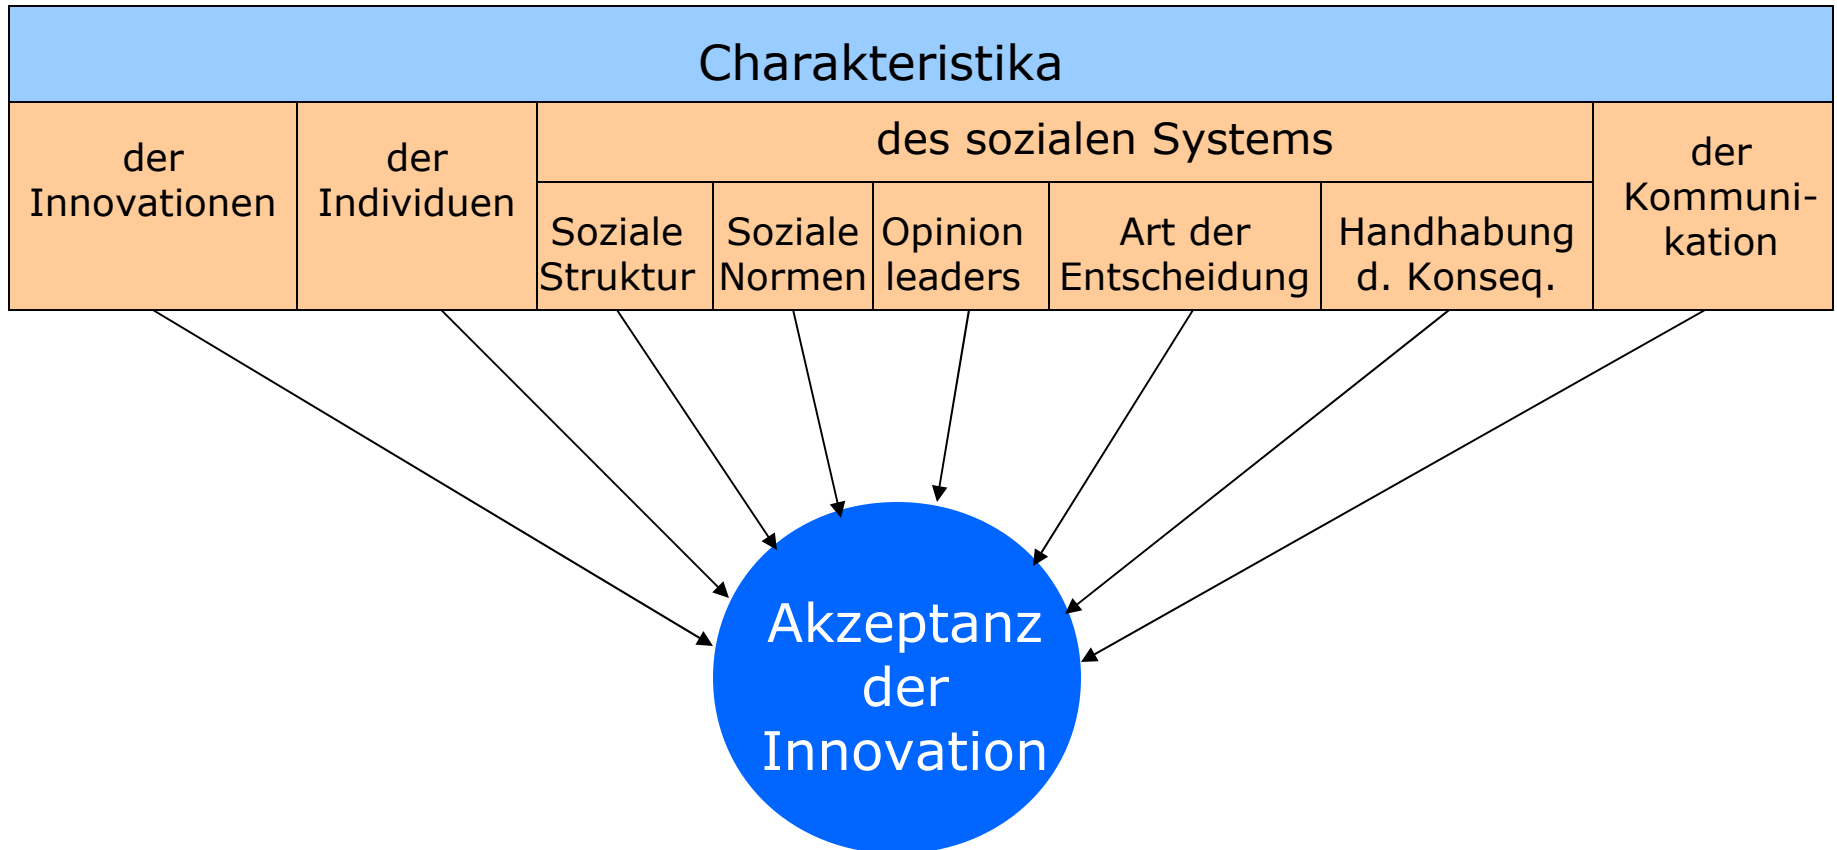 Charakteristika
der
Innovationen
der
Individuen
des sozialen Systems
Soziale
Struktur
Soziale
Normen
Opinion
leaders
Art der
Entscheidung
Handhabung
d. Konseq.
der
Kommuni-
kation
Akzeptanz
der
Innovation